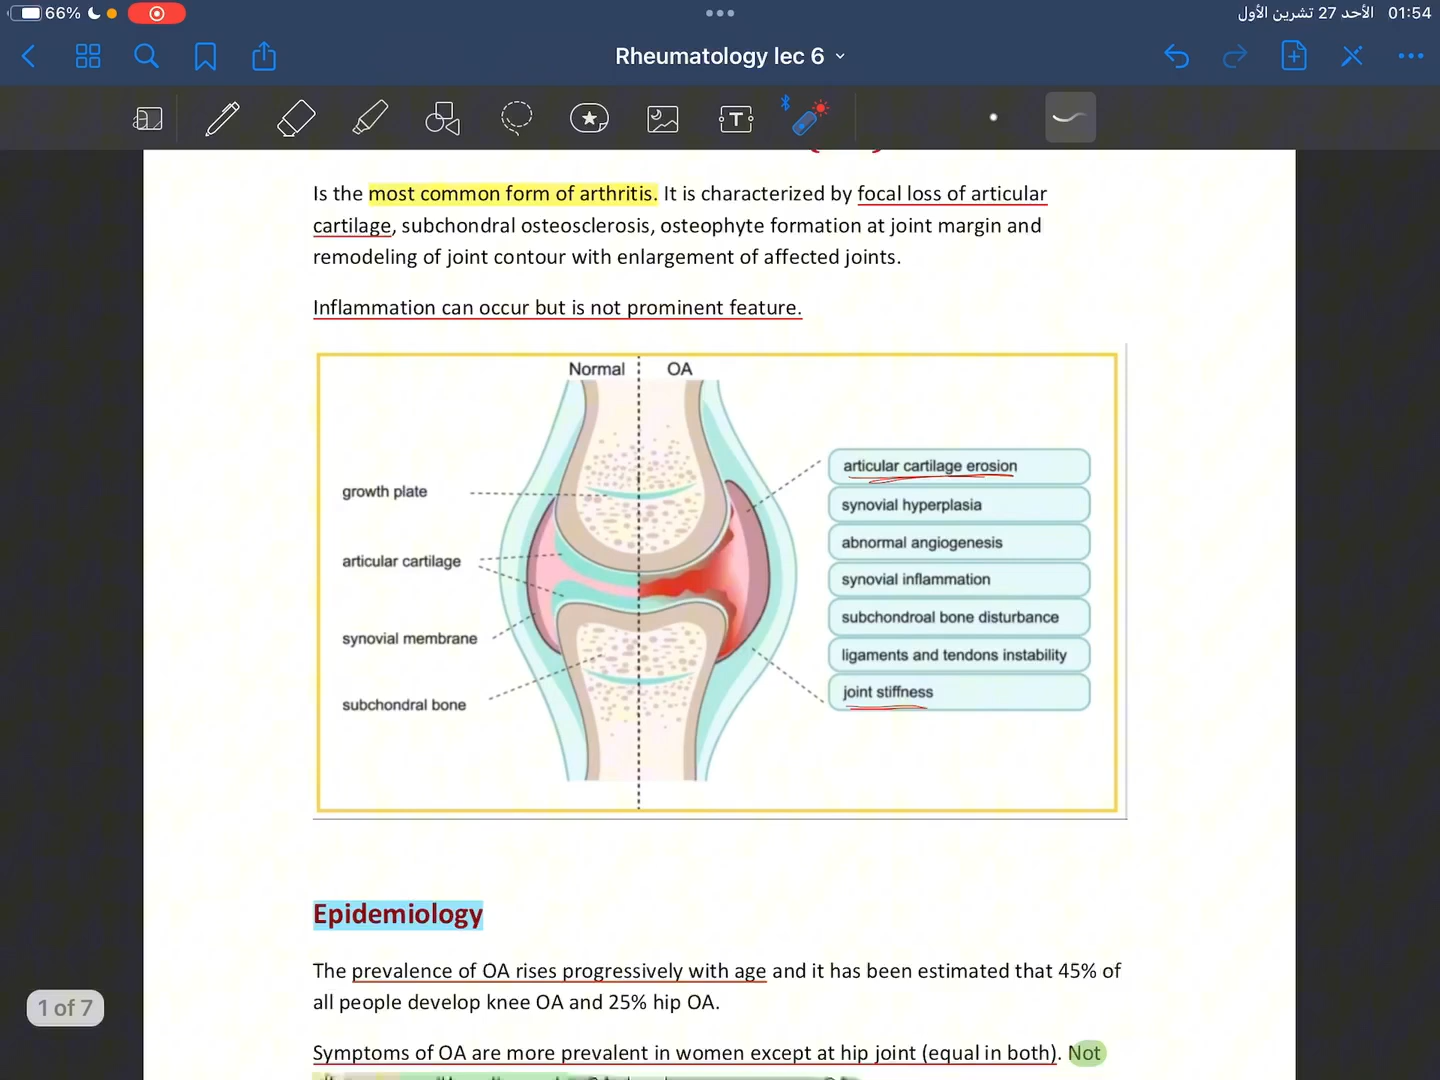 66%
الأحد 27 تشرين الأول 01:54
Rheumatology lec 6
Is the most common form of arthritis. It is characterized by focal loss of articular
cartilage, subchondral osteosclerosis, osteophyte formation at joint margin and
remodeling of joint contour with enlargement of affected joints.
Inflammation can occur but is not prominent feature.
Normal OA
growth plate
articular cartilage
synovial membrane
subchondral bone
articular cartilage erosion
synovial hyperplasia
abnormal angiogenesis
synovial inflammation
subchondroal bone disturbance
ligaments and tendons instability
joint stiffness
Epidemiology
The prevalence of OA rises progressively with age and it has been estimated that 45% of
all people develop knee OA and 25% hip OA.
Symptoms of OA are more prevalent in women except at hip joint (equal in both). Not
1 of 7